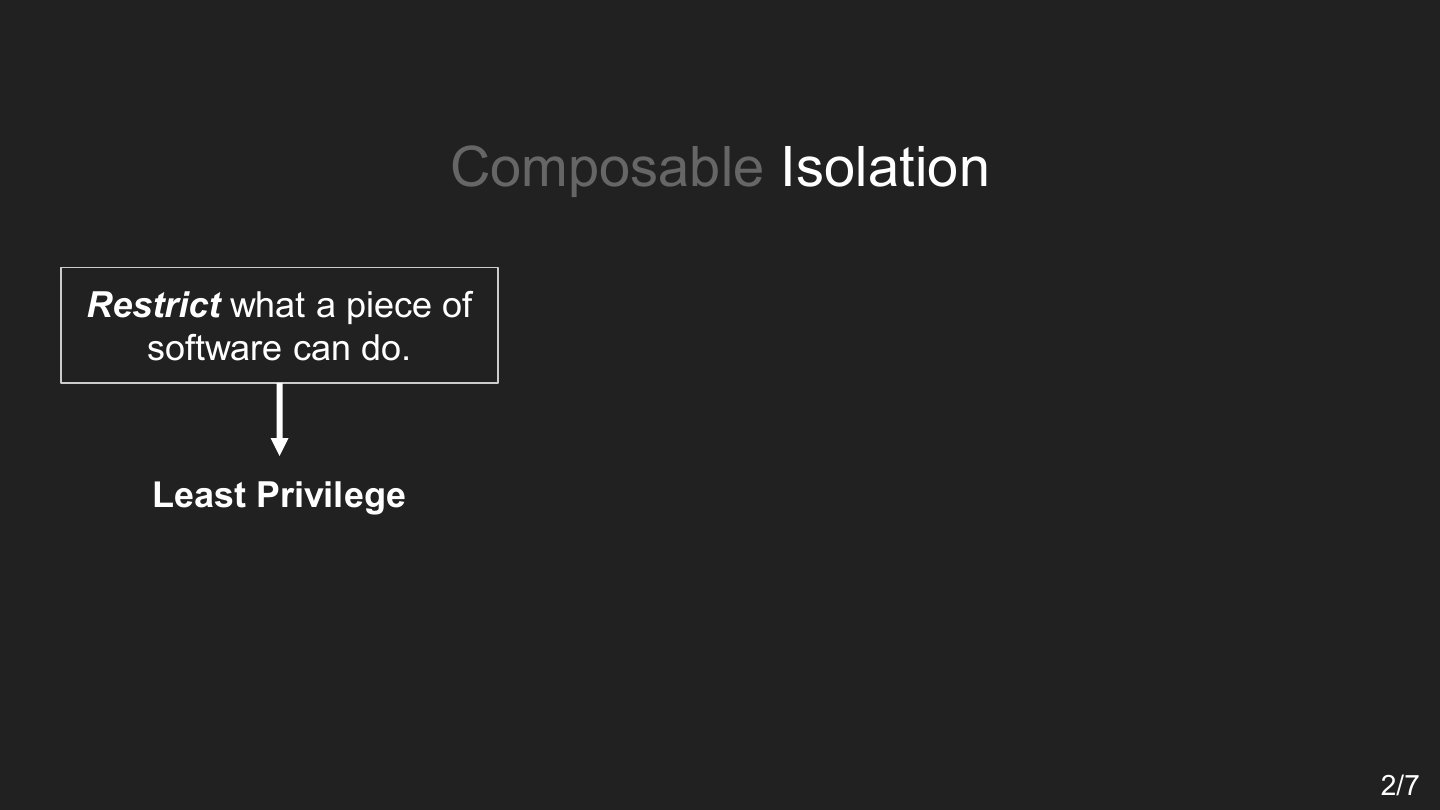 Composable Isolation
Restrict what a piece of
software can do.
Least Privilege
2/7